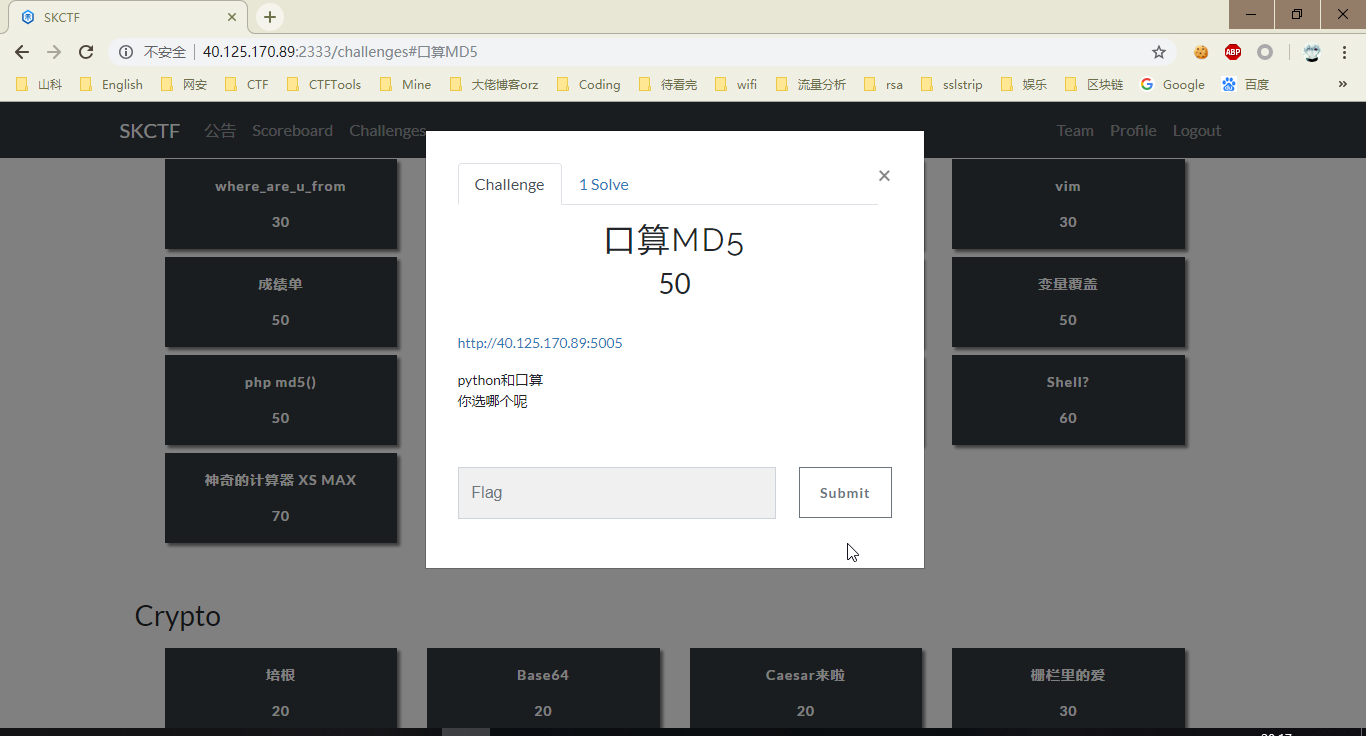 SKCTF
不安全 40.125.170.89:2333/challenges#口算MD5
山科 English 网安 CTF CTFTools Mine 大佬博客orz Coding 待看完 wifi 流量分析 rsa sslstrip 娱乐 区块链 Google 百度 »
SKCTF 公告 Scoreboard Challenges Team Profile Logout
Challenge 1 Solve ×
口算MD5
50
http://40.125.170.89:5005
python和口算
你选哪个呢
Flag Submit
where_are_u_from vim
30 30
成绩单 变量覆盖
50 50
php md5() Shell?
50 60
神奇的计算器 XS MAX
70
Crypto
培根 Base64 Caesar来啦 栅栏里的爱
20 20 20 30